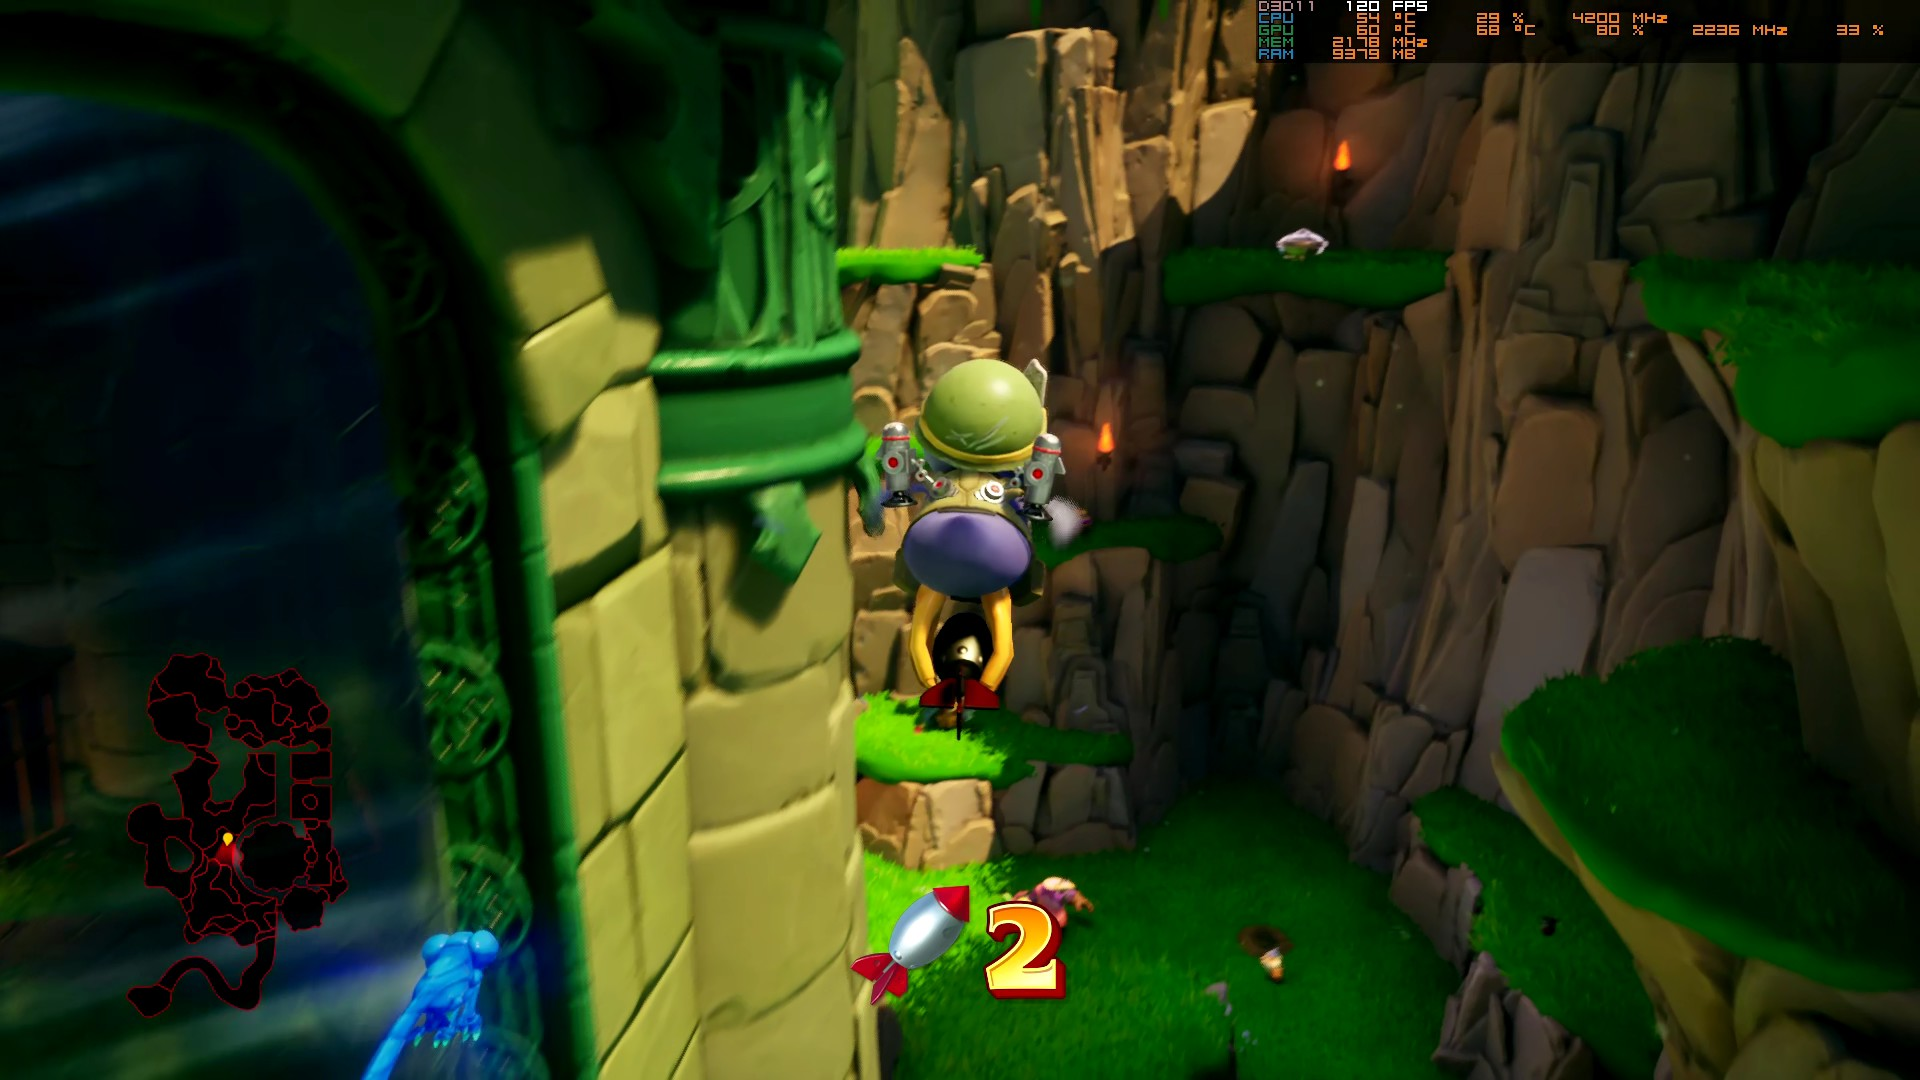 D3D11 120 FPS
CPU 54 °C 29 % 4200 MHz
GPU 60 °C 68 °C 80 % 2236 MHz 33 %
MEM 2178 MHz
RAM 9379 MB
2